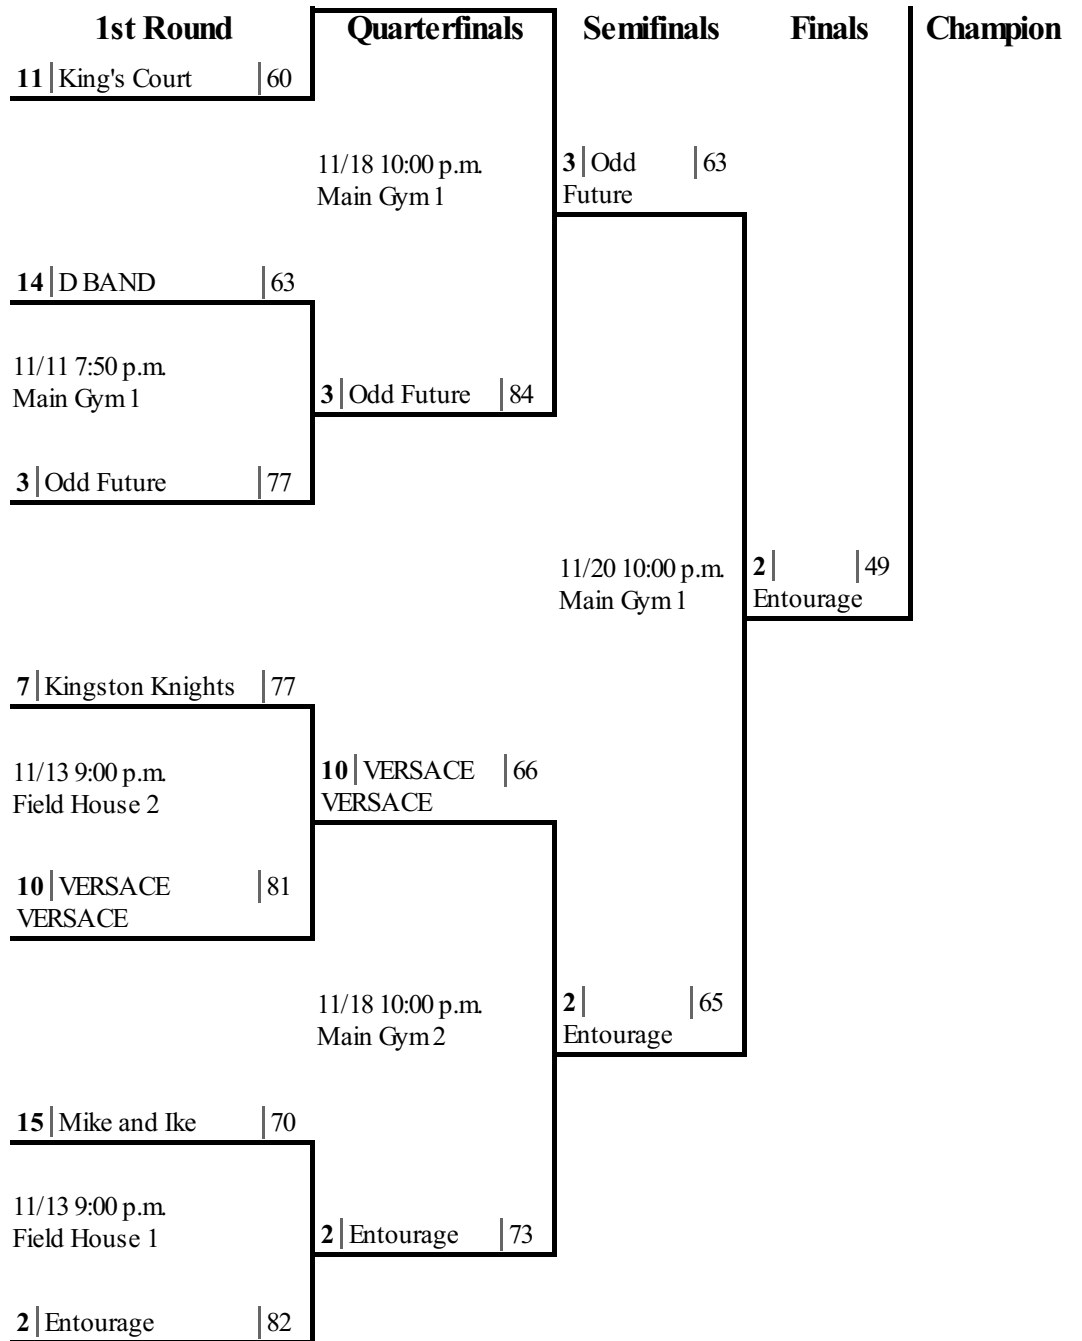 1st Round Quarterfinals Semifinals Finals Champion
11 King's Court 60
11/18 10:00 p.m.
Main Gym 1
3 Odd 63
Future
14 D BAND 63
11/11 7:50 p.m.
Main Gym 1
3 Odd Future 84
3 Odd Future 77
11/20 10:00 p.m.
Main Gym 1
2 49
Entourage
7 Kingston Knights 77
11/13 9:00 p.m.
Field House 2
10 VERSACE 66
VERSACE
10 VERSACE 81
VERSACE
11/18 10:00 p.m.
Main Gym 2
2 65
Entourage
15 Mike and Ike 70
11/13 9:00 p.m.
Field House 1
2 Entourage 73
2 Entourage 82